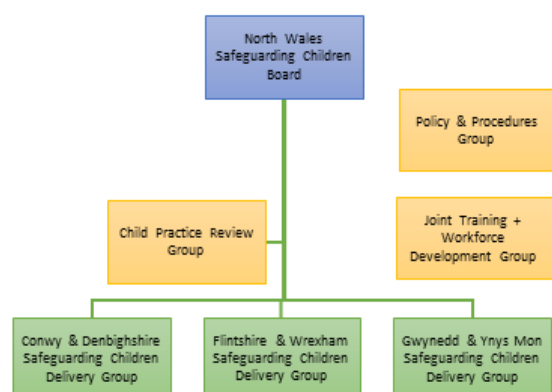 North Wales
Safeguarding Children
Board
Policy & Procedures
Group
Child Practice Review
Group
Joint Training +
Workforce
Development Group
Conwy & Denbighshire
Safeguarding Children
Delivery Group
Flintshire & Wrexham
Safeguarding Children
Delivery Group
Gwynedd & Ynys Mon
Safeguarding Children
Delivery Group